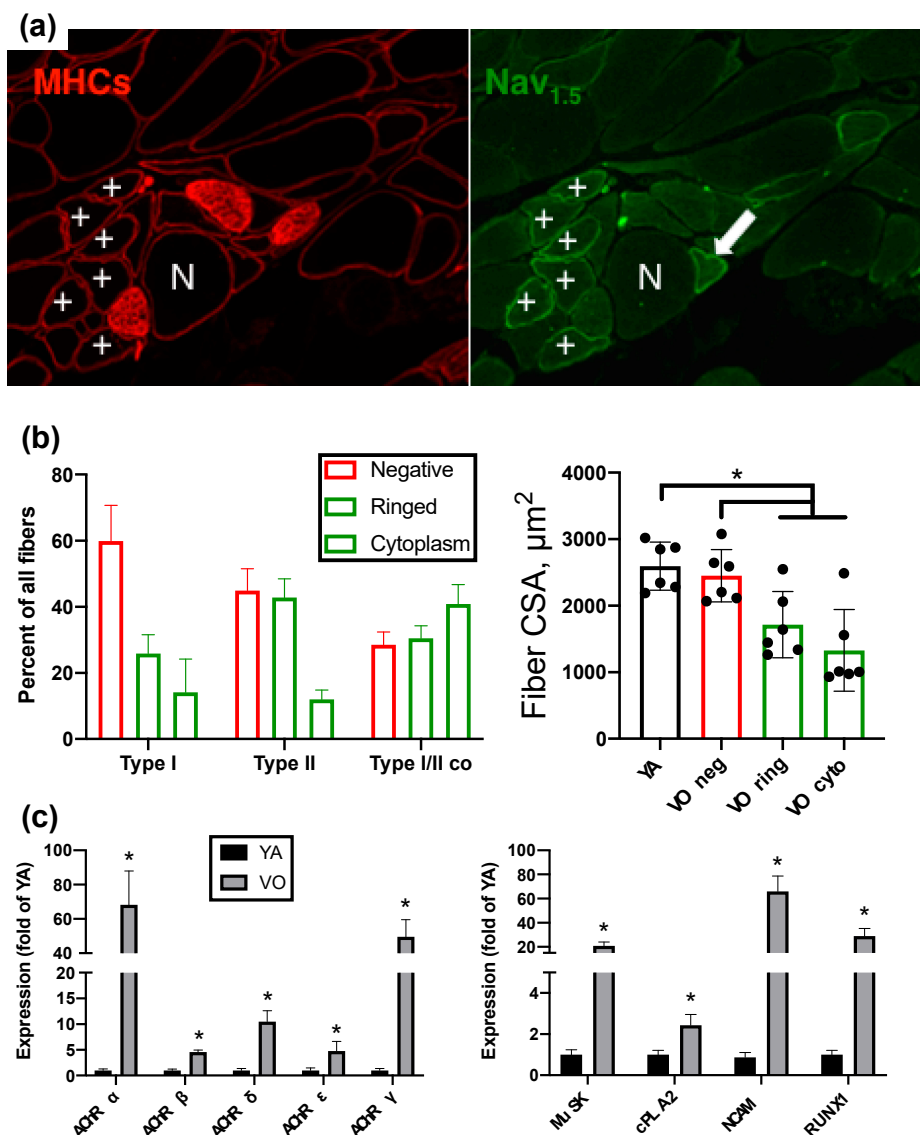 (a)
MHCs
Nav1.5
+
+
+
+
+
+
N
+
+
+
+
+
+
N
(b)
Percent of all fibers
80
60
40
20
0
Negative
Ringed
Cytoplasm
Type I
Type II
Type I/II co
Fiber CSA, µm²
4000
3000
2000
1000
0
*
YA
VO neg
VO ring
VO cyto
(c)
Expression (fold of YA)
100
80
60
40
20
15
10
5
0
YA
VO
*
*
*
*
*
AChR α
AChR β
AChR δ
AChR ε
AChR γ
Expression (fold of YA)
100
80
60
40
20
4
2
0
*
*
*
*
MuSK
cPLA2
NCAM
RUNX1